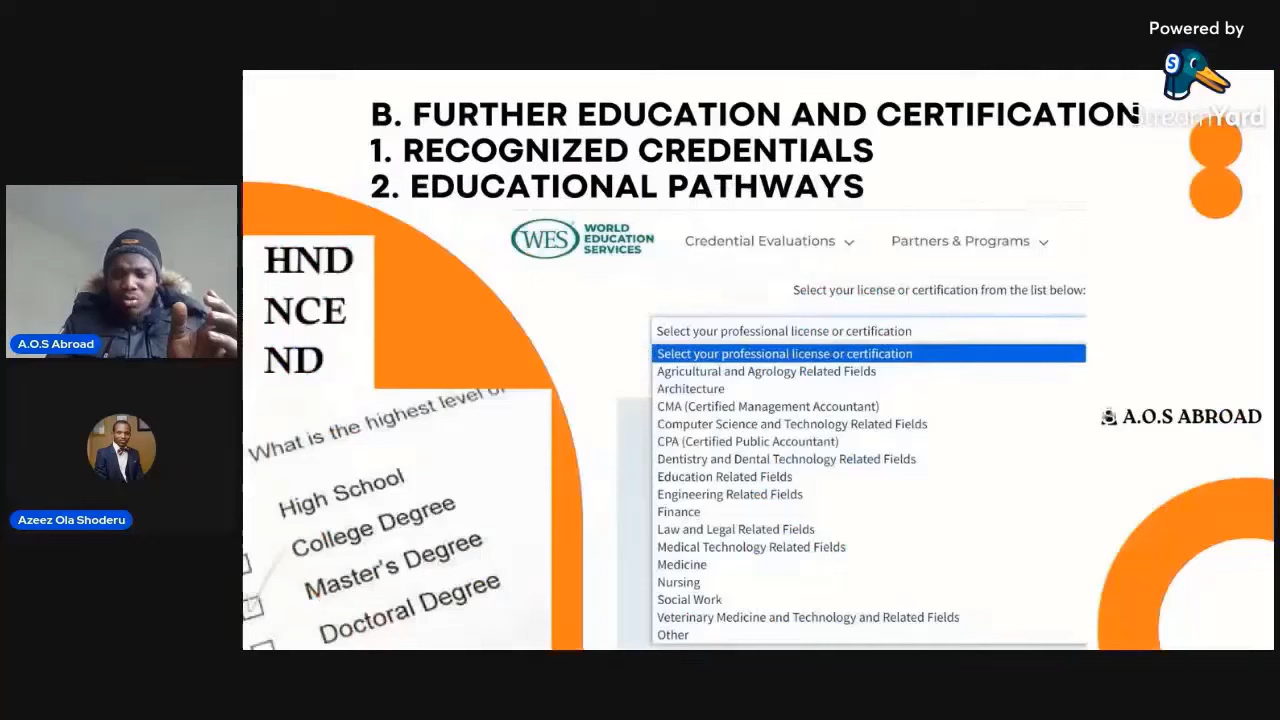 Powered by
StreamYard
B. FURTHER EDUCATION AND CERTIFICATION
1. RECOGNIZED CREDENTIALS
2. EDUCATIONAL PATHWAYS
WES
WORLD
EDUCATION
SERVICES
Credential Evaluations
Partners & Programs
HND
NCE
ND
Select your license or certification from the list below:
Select your professional license or certification
Select your professional license or certification
Agricultural and Agrology Related Fields
Architecture
CMA (Certified Management Accountant)
Computer Science and Technology Related Fields
CPA (Certified Public Accountant)
Dentistry and Dental Technology Related Fields
Education Related Fields
Engineering Related Fields
Finance
Law and Legal Related Fields
Medical Technology Related Fields
Medicine
Nursing
Social Work
Veterinary Medicine and Technology and Related Fields
Other
What is the highest level of
High School
College Degree
Master's Degree
Doctoral Degree
A.O.S ABROAD
A.O.S Abroad
Azeez Ola Shoderu